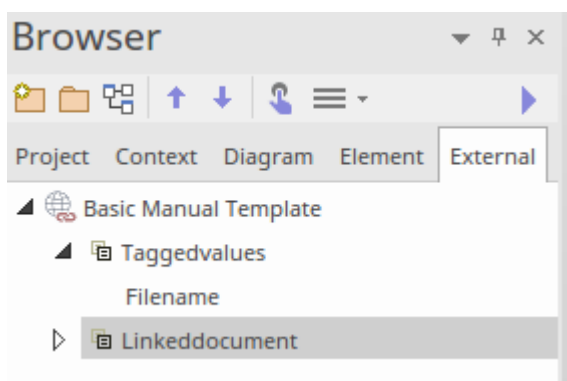 Browser
Project Context Diagram Element External
Basic Manual Template
Taggedvalues
Filename
Linkeddocument